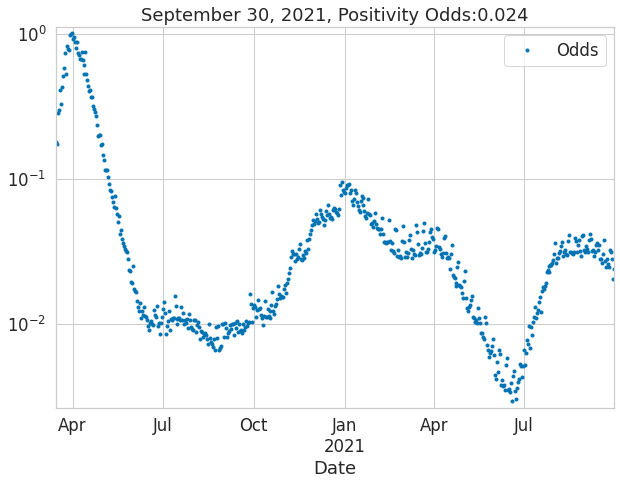 September 30, 2021, Positivity Odds:0.024
Odds
10⁰
10⁻¹
10⁻²
Apr Jul Oct Jan Apr Jul
2021
Date